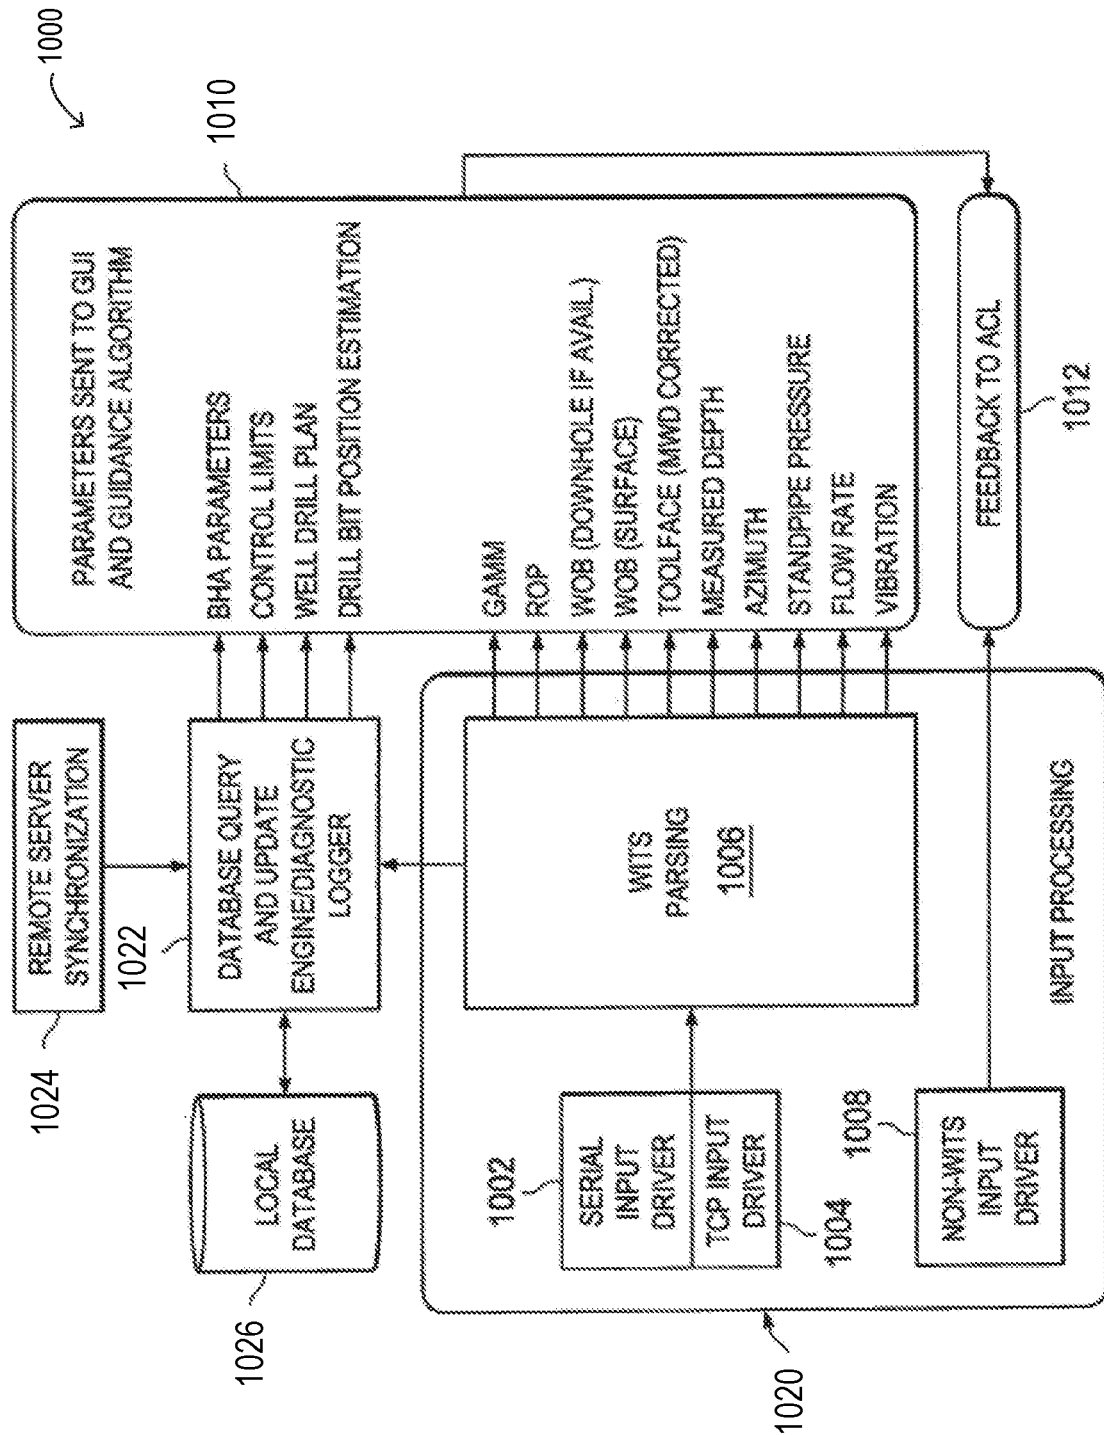 1000
REMOTE SERVER
SYNCHRONIZATION
1024
1022
DATABASE QUERY
AND UPDATE
ENGINE/DIAGNOSTIC
LOGGER
LOCAL
DATABASE
1026
PARAMETERS SENT TO GUI
AND GUIDANCE ALGORITHM
1010
BHA PARAMETERS
CONTROL LIMITS
WELL DRILL PLAN
DRILL BIT POSITION ESTIMATION
GAMM
ROP
WOB (DOWNHOLE IF AVAIL.)
WOB (SURFACE)
TOOLFACE (MWD CORRECTED)
MEASURED DEPTH
AZIMUTH
STANDPIPE PRESSURE
FLOW RATE
VIBRATION
1002
SERIAL
INPUT
DRIVER
TCP INPUT
DRIVER
1004
WITS
PARSING
1006
1008
NON-WITS
INPUT
DRIVER
INPUT PROCESSING
1020
FEEDBACK TO ACL
1012